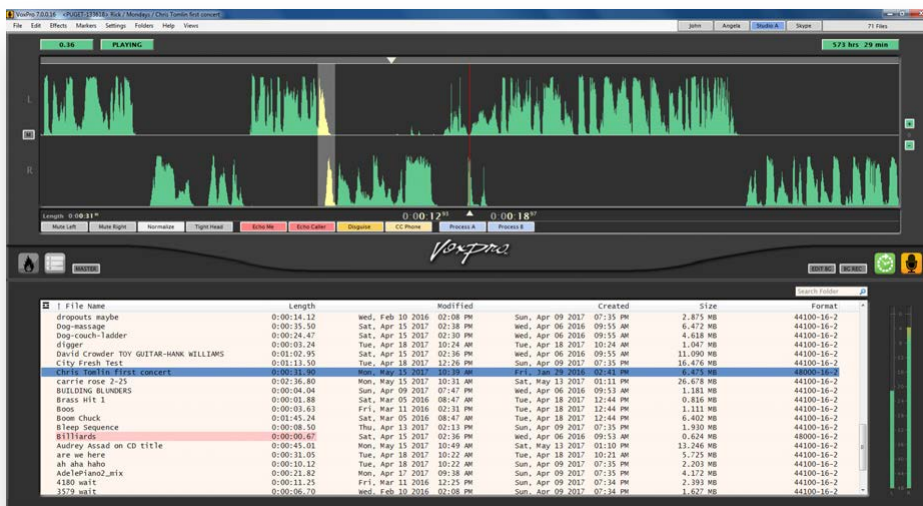 VoxPro 7.0.0.16 <PUGET-133618> Rick / Mondays / Chris Tomlin first concert
File Edit Effects Markers Settings Folders Help Views John Angela Studio A Skype 71 Files
0.36 PLAYING 573 hrs 29 min
L
M
R
Length 0:00:31 0:00:12 0:00:18
Mute Left Mute Right Normalize Tight Head Echo Me Echo Caller Disguise CC Phone Process A Process B
Voxpro
MASTER EDIT BC BC REC
Search Folder
! File Name Length Modified Created Size Format
dropouts maybe 0:00:14.12 Wed, Feb 10 2016 02:08 PM Sun, Apr 09 2017 07:35 PM 2.875 MB 44100-16-2
Dog-massage 0:00:35.50 Sat, Apr 15 2017 02:38 PM Wed, Apr 06 2016 09:55 AM 6.472 MB 44100-16-2
Dog-couch-ladder 0:00:24.47 Sat, Apr 15 2017 02:30 PM Wed, Apr 06 2016 09:55 AM 4.618 MB 44100-16-2
digger 0:00:03.24 Tue, Apr 18 2017 10:24 AM Tue, Apr 18 2017 10:24 AM 1.047 MB 44100-16-2
David Crowder TOY GUITAR-HANK WILLIAMS 0:01:02.95 Sat, Apr 15 2017 02:36 PM Wed, Apr 06 2016 09:55 AM 11.090 MB 44100-16-2
City Fresh Test 0:01:13.50 Tue, Apr 18 2017 12:26 PM Sun, Apr 09 2017 07:35 PM 16.476 MB 44100-16-2
Chris Tomlin first concert 0:00:31.90 Mon, May 15 2017 10:39 AM Fri, Jan 29 2016 02:41 PM 6.475 MB 48000-16-2
carrie rose 2-25 0:02:36.80 Mon, May 15 2017 10:31 AM Sat, May 13 2017 01:11 PM 26.678 MB 44100-16-2
BUILDING BLUNDERS 0:00:04.04 Sun, Apr 09 2017 07:47 PM Wed, Apr 06 2016 09:53 AM 1.181 MB 44100-16-2
Brass Hit 1 0:00:01.88 Sat, Mar 05 2016 08:47 AM Tue, Apr 18 2017 12:44 PM 0.816 MB 44100-16-2
Boos 0:00:03.63 Fri, Mar 11 2016 02:31 PM Tue, Apr 18 2017 12:44 PM 1.111 MB 44100-16-2
Boom Chuck 0:01:45.24 Sat, Mar 05 2016 08:47 AM Tue, Apr 18 2017 12:44 PM 6.402 MB 44100-16-2
Bleep Sequence 0:00:08.50 Thu, Apr 13 2017 02:13 PM Sun, Apr 09 2017 07:35 PM 1.930 MB 44100-16-2
Billiards 0:00:00.67 Sat, Apr 15 2017 02:36 PM Wed, Apr 06 2016 09:53 AM 0.624 MB 48000-16-2
Audrey Assad on CD title 0:00:45.01 Mon, May 15 2017 10:49 AM Sat, May 13 2017 01:10 PM 13.246 MB 44100-16-2
are we here 0:00:31.05 Tue, Apr 18 2017 10:22 AM Tue, Apr 18 2017 10:21 AM 5.725 MB 44100-16-2
ah aha haho 0:00:10.12 Tue, Apr 18 2017 10:22 AM Sun, Apr 09 2017 07:35 PM 2.203 MB 44100-16-2
AdelePiano2_mix 0:00:21.82 Mon, Apr 17 2017 09:38 AM Sun, Apr 09 2017 07:35 PM 4.172 MB 44100-16-2
4180 wait 0:00:11.25 Fri, Mar 11 2016 12:25 PM Sun, Apr 09 2017 07:34 PM 2.393 MB 44100-16-2
3579 wait 0:00:06.70 Wed, Feb 10 2016 02:08 PM Sun, Apr 09 2017 07:34 PM 1.627 MB 44100-16-2